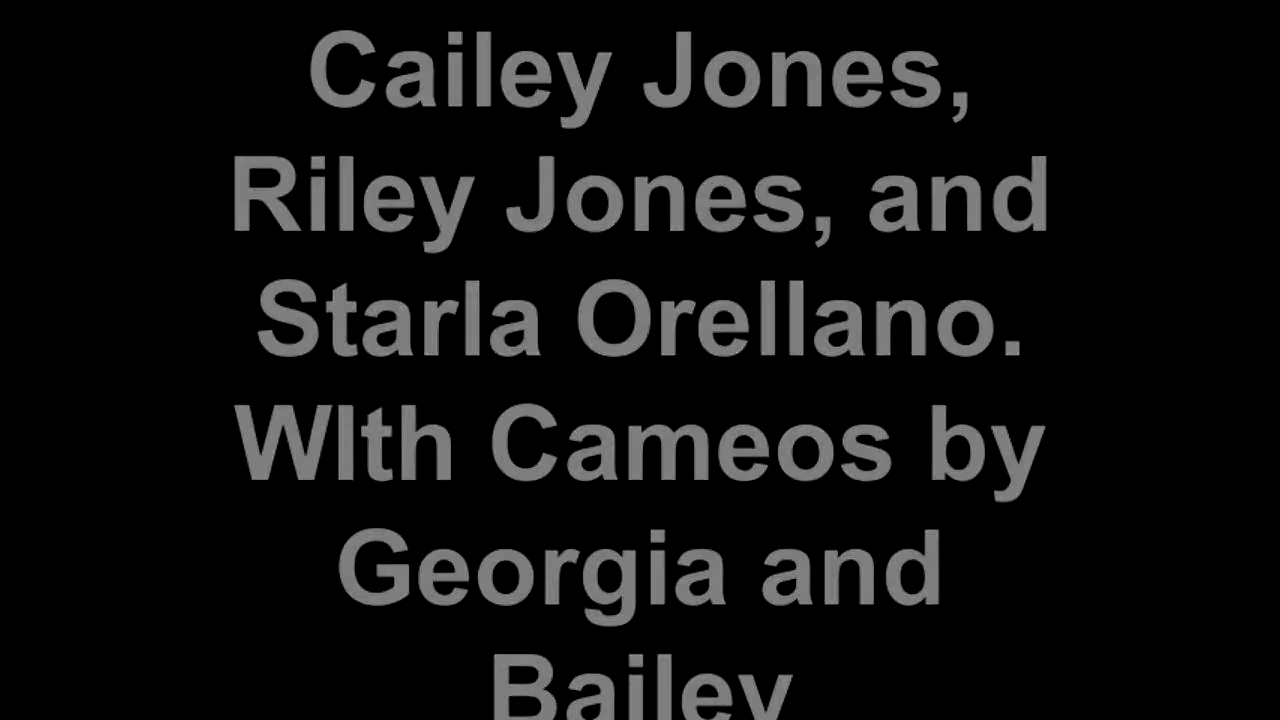 Cailey Jones,
Riley Jones, and
Starla Orellano.
WIth Cameos by
Georgia and
Bailey